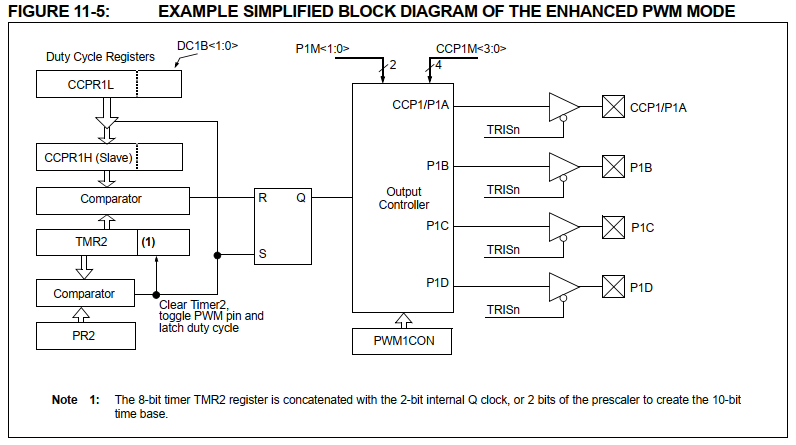 FIGURE 11-5: EXAMPLE SIMPLIFIED BLOCK DIAGRAM OF THE ENHANCED PWM MODE
Duty Cycle Registers
DC1B<1:0>
P1M<1:0>
CCP1M<3:0>
2
4
CCPR1L
CCPR1H (Slave)
Comparator
TMR2
(1)
Comparator
PR2
Clear Timer2,
toggle PWM pin and
latch duty cycle
R
Q
S
Output
Controller
CCP1/P1A
P1B
P1C
P1D
PWM1CON
TRISn
CCP1/P1A
TRISn
P1B
TRISn
P1C
TRISn
P1D
Note 1: The 8-bit timer TMR2 register is concatenated with the 2-bit internal Q clock, or 2 bits of the prescaler to create the 10-bit
time base.